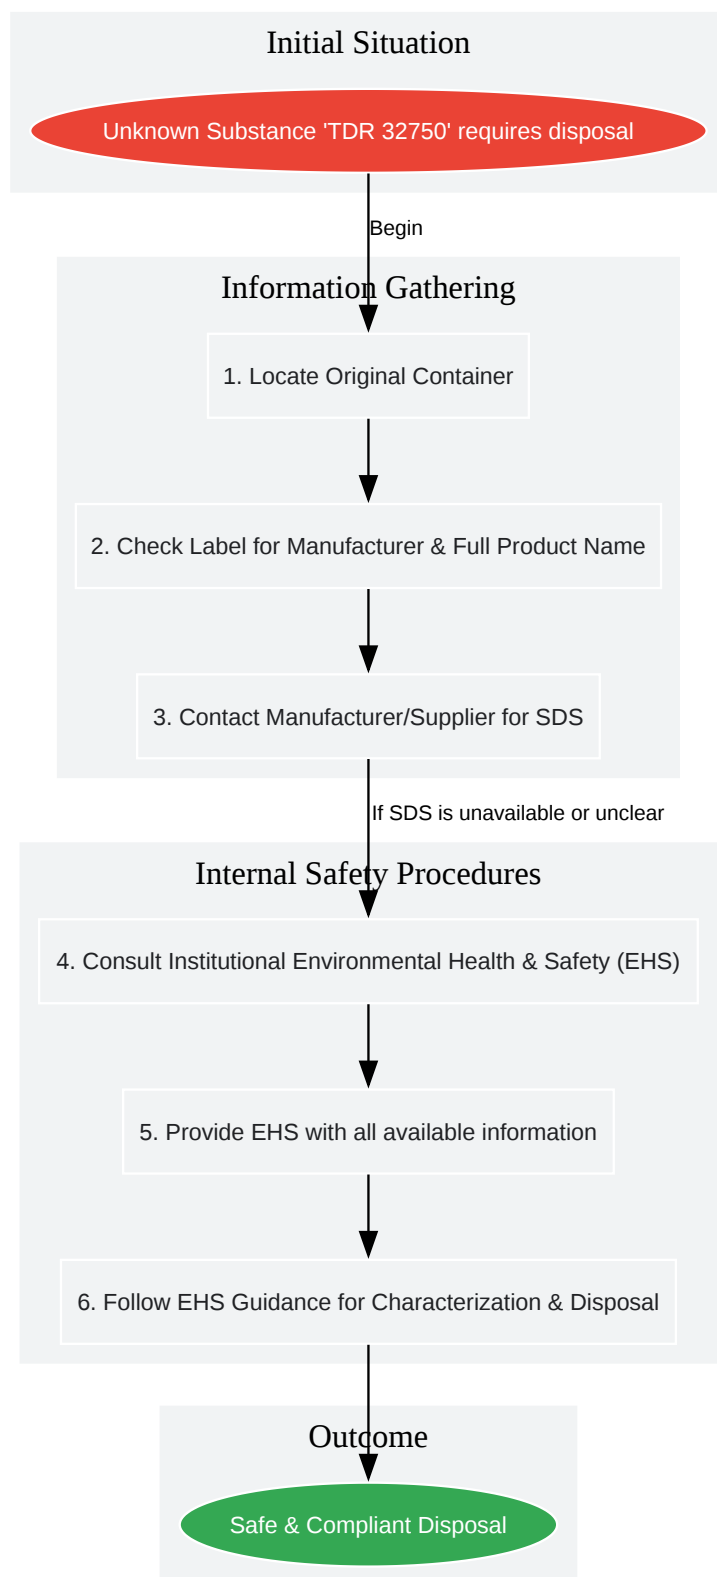 Initial Situation
Unknown Substance 'TDR 32750' requires disposal
Begin
Information Gathering
1. Locate Original Container
2. Check Label for Manufacturer & Full Product Name
3. Contact Manufacturer/Supplier for SDS
If SDS is unavailable or unclear
Internal Safety Procedures
4. Consult Institutional Environmental Health & Safety (EHS)
5. Provide EHS with all available information
6. Follow EHS Guidance for Characterization & Disposal
Outcome
Safe & Compliant Disposal